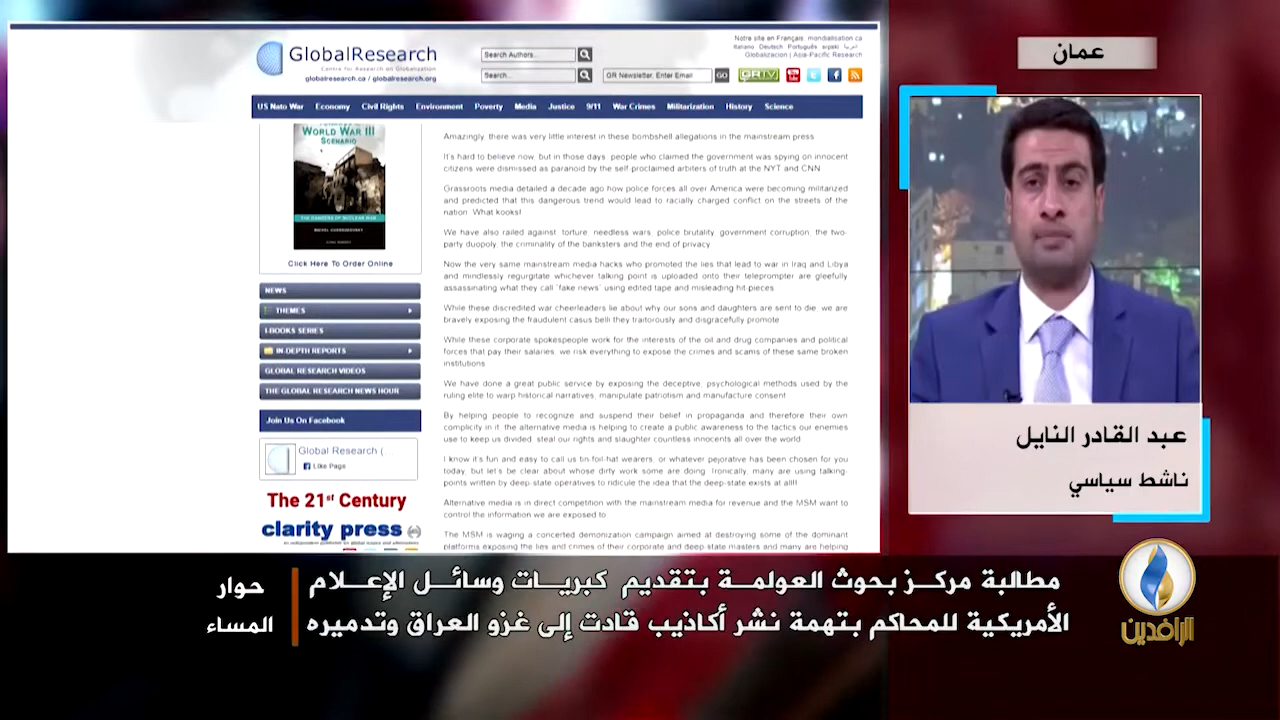 GlobalResearch
Centre for Research on Globalization
globalresearch.ca / globalresearch.org
Search Authors...
Search...
GR Newsletter, Enter Email
GO
GRTV
Notre site en Français: mondialisation.ca
Italiano Deutsch Português srpski العربية
Globalizacion | Asia-Pacific Research
US Nato War Economy Civil Rights Environment Poverty Media Justice 9/11 War Crimes Militarization History Science
WORLD WAR III
SCENARIO
THE DANGERS OF NUCLEAR WAR
MICHEL CHOSSUDOVSKY
Click Here To Order Online
NEWS
THEMES
I-BOOKS SERIES
IN-DEPTH REPORTS
GLOBAL RESEARCH VIDEOS
THE GLOBAL RESEARCH NEWS HOUR
Join Us On Facebook
Global Research (...
Like Page
The 21st Century
clarity press
Amazingly, there was very little interest in these bombshell allegations in the mainstream press
It's hard to believe now, but in those days, people who claimed the government was spying on innocent
citizens were dismissed as paranoid by the self proclaimed arbiters of truth at the NYT and CNN
Grassroots media detailed a decade ago how police forces all over America were becoming militarized
and predicted that this dangerous trend would lead to racially charged conflict on the streets of the
nation. What kooks!
We have also railed against: torture, needless wars, police brutality, government corruption, the two-
party duopoly, the criminality of the banksters and the end of privacy
Now the very same mainstream media hacks who promoted the lies that lead to war in Iraq and Libya
and mindlessly regurgitate whichever talking point is uploaded onto their teleprompter are gleefully
assassinating what they call "fake news" using edited tape and misleading hit-pieces
While these discredited war cheerleaders lie about why our sons and daughters are sent to die, we are
bravely exposing the fraudulent casus belli they traitorously and disgracefully promote
While these corporate spokespeople work for the interests of the oil and drug companies and political
forces that pay their salaries, we risk everything to expose the crimes and scams of these same broken
institutions
We have done a great public service by exposing the deceptive, psychological methods used by the
ruling elite to warp historical narratives, manipulate patriotism and manufacture consent
By helping people to recognize and suspend their belief in propaganda and therefore their own
complicity in it, the alternative media is helping to create a public awareness to the tactics our enemies
use to keep us divided, steal our rights and slaughter countless innocents all over the world
I know it's fun and easy to call us tin foil hat wearers, or whatever pejorative has been chosen for you
today, but let's be clear about whose dirty work some are doing. Ironically, many are using talking-
points written by deep-state operatives to ridicule the idea that the deep-state exists at all!!!
Alternative media is in direct competition with the mainstream media for revenue and the MSM want to
control the information we are exposed to
The MSM is waging a concerted demonization campaign aimed at destroying some of the dominant
platforms exposing the lies and crimes of their corporate and deep state masters and many are helping
عمان
عبد القادر النايل
ناشط سياسي
مطالبة مركز بحوث العولمة بتقديم كبريات وسائل الإعلام
الأمريكية للمحاكم بتهمة نشر أكاذيب قادت إلى غزو العراق وتدميره
حوار
المساء
الرافدين